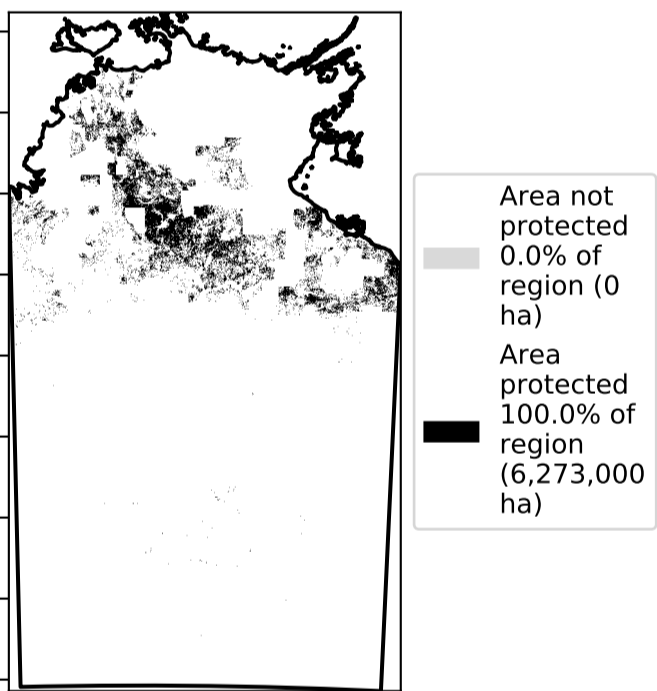 Area not
protected
0.0% of
region (0
ha)
Area
protected
100.0% of
region
(6,273,000
ha)